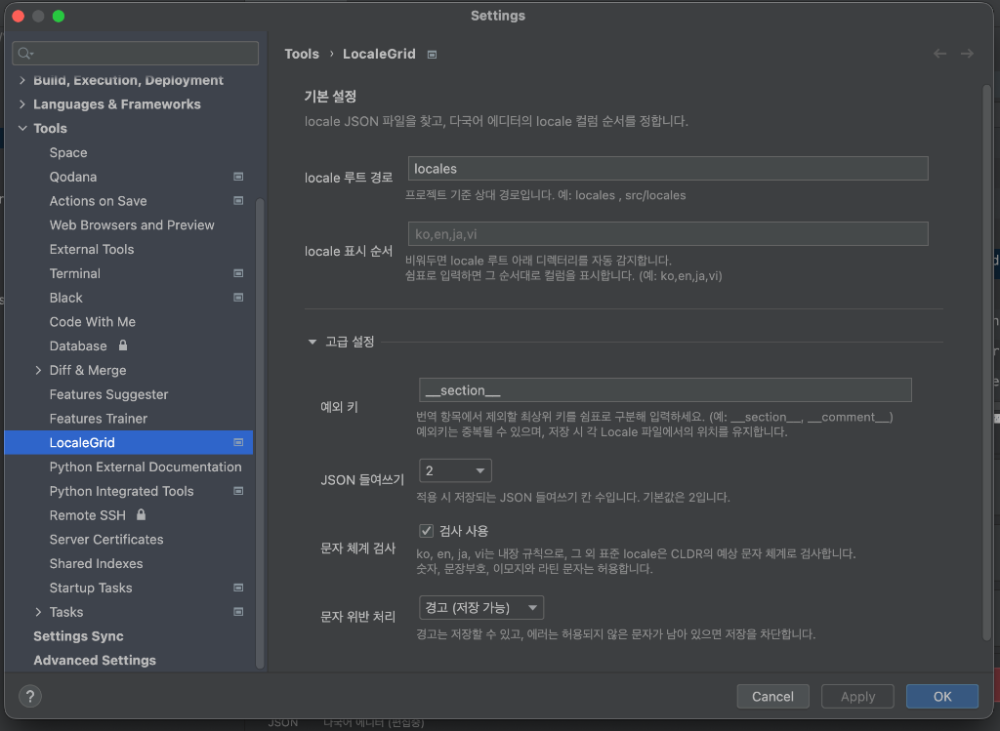 Settings
Tools › LocaleGrid
Build, Execution, Deployment
Languages & Frameworks
Tools
Space
Qodana
Actions on Save
Web Browsers and Preview
External Tools
Terminal
Black
Code With Me
Database
Diff & Merge
Features Suggester
Features Trainer
LocaleGrid
Python External Documentation
Python Integrated Tools
Remote SSH
Server Certificates
Shared Indexes
Startup Tasks
Tasks
Settings Sync
Advanced Settings
기본 설정
locale JSON 파일을 찾고, 다국어 에디터의 locale 컬럼 순서를 정합니다.
locale 루트 경로 locales
프로젝트 기준 상대 경로입니다. 예: locales , src/locales
locale 표시 순서 ko,en,ja,vi
비워두면 locale 루트 아래 디렉터리를 자동 감지합니다.
쉼표로 입력하면 그 순서대로 컬럼을 표시합니다. (예: ko,en,ja,vi)
고급 설정
예외 키 __section__
번역 항목에서 제외할 최상위 키를 쉼표로 구분해 입력하세요. (예: __section__, __comment__)
예외키는 중복될 수 있으며, 저장 시 각 Locale 파일에서의 위치를 유지합니다.
JSON 들여쓰기 2
적용 시 저장되는 JSON 들여쓰기 칸 수입니다. 기본값은 2입니다.
문자 체계 검사 검사 사용
ko, en, ja, vi는 내장 규칙으로, 그 외 표준 locale은 CLDR의 예상 문자 체계로 검사합니다.
숫자, 문장부호, 이모지와 라틴 문자는 허용합니다.
문자 위반 처리 경고 (저장 가능)
경고는 저장할 수 있고, 에러는 허용되지 않은 문자가 남아 있으면 저장을 차단합니다.
?
Cancel
Apply
OK
JSON 다국어 에디터 (편집중)